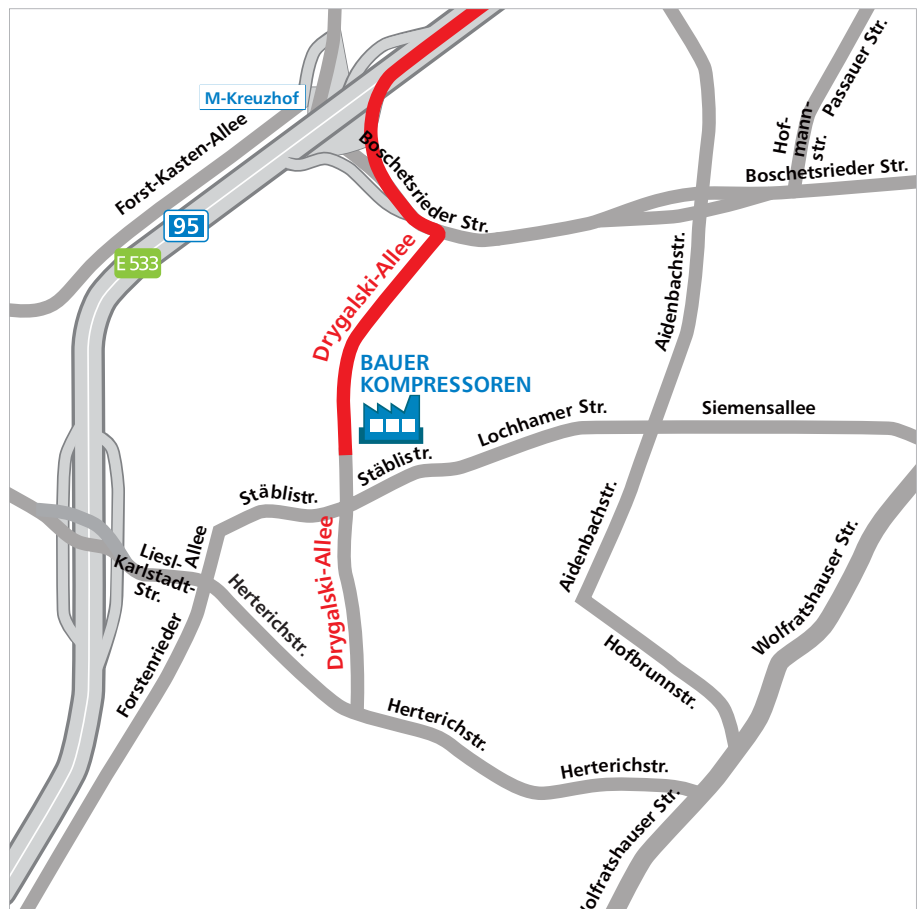 Passauer Str.
M-Kreuzhof
Hof-
mann-
str.
Forst-Kasten-Allee
Boschetsrieder Str.
Boschetsrieder Str.
95
E 533
Drygalski-Allee
Aidenbachstr.
BAUER
KOMPRESSOREN
Siemensallee
Lochhamer Str.
Stäblistr.
Stäblistr.
Drygalski-Allee
Aidenbachstr.
Wolfratshauser Str.
Liesl-
Karlstadt-
Str.
Forstenrieder Allee
Herterichstr.
Hofbrunnstr.
Herterichstr.
Herterichstr.
olfratshauser Str.